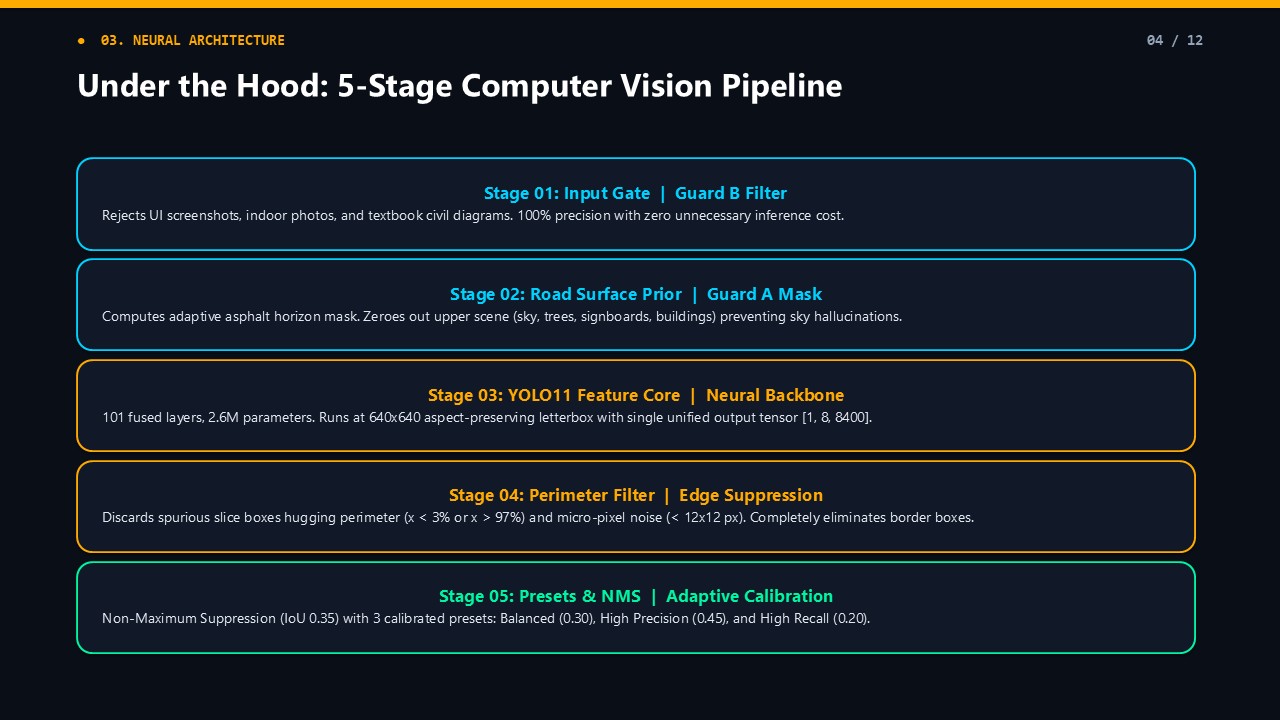 ● 03. NEURAL ARCHITECTURE
04 / 12
Under the Hood: 5-Stage Computer Vision Pipeline
Stage 01: Input Gate | Guard B Filter
Rejects UI screenshots, indoor photos, and textbook civil diagrams. 100% precision with zero unnecessary inference cost.
Stage 02: Road Surface Prior | Guard A Mask
Computes adaptive asphalt horizon mask. Zeroes out upper scene (sky, trees, signboards, buildings) preventing sky hallucinations.
Stage 03: YOLO11 Feature Core | Neural Backbone
101 fused layers, 2.6M parameters. Runs at 640x640 aspect-preserving letterbox with single unified output tensor [1, 8, 8400].
Stage 04: Perimeter Filter | Edge Suppression
Discards spurious slice boxes hugging perimeter (x < 3% or x > 97%) and micro-pixel noise (< 12x12 px). Completely eliminates border boxes.
Stage 05: Presets & NMS | Adaptive Calibration
Non-Maximum Suppression (IoU 0.35) with 3 calibrated presets: Balanced (0.30), High Precision (0.45), and High Recall (0.20).